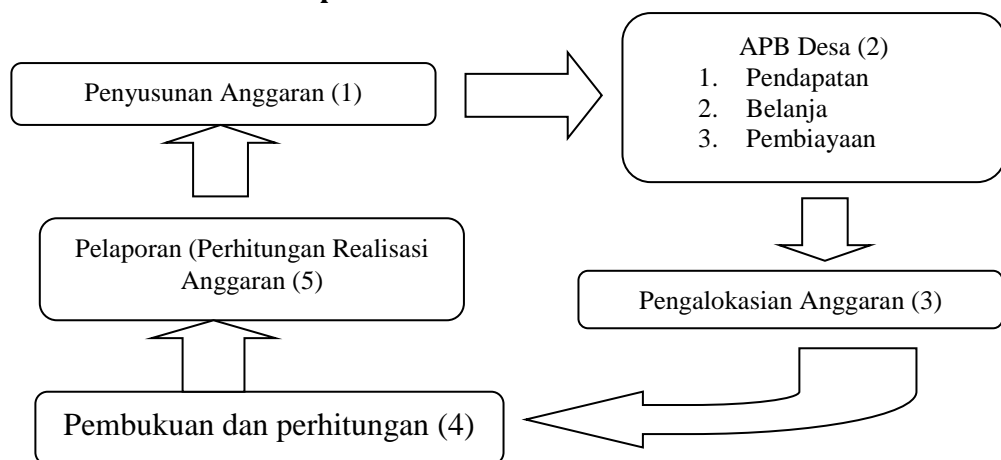 Penyusunan Anggaran (1)
APB Desa (2)
1. Pendapatan
2. Belanja
3. Pembiayaan
Pengalokasian Anggaran (3)
Pembukuan dan perhitungan (4)
Pelaporan (Perhitungan Realisasi
Anggaran (5)